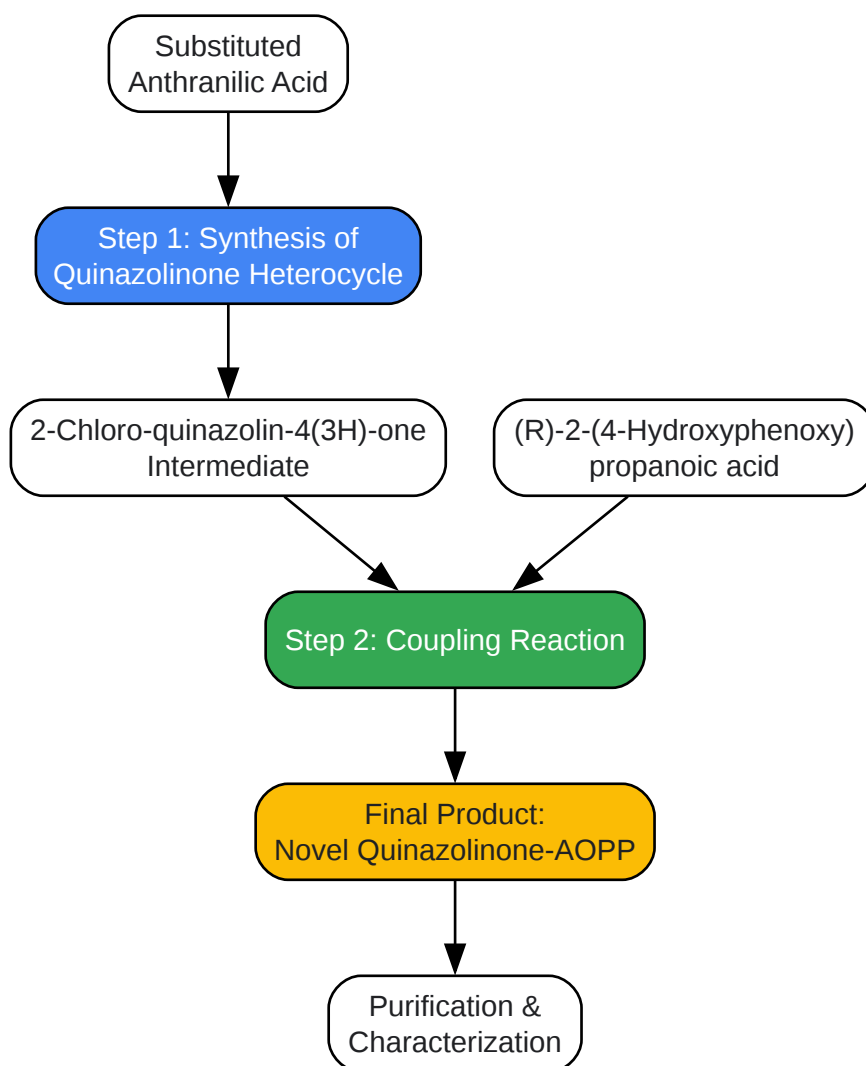 Substituted
Anthranilic Acid
Step 1: Synthesis of
Quinazolinone Heterocycle
2-Chloro-quinazolin-4(3H)-one
Intermediate
(R)-2-(4-Hydroxyphenoxy)
propanoic acid
Step 2: Coupling Reaction
Final Product:
Novel Quinazolinone-AOPP
Purification &
Characterization